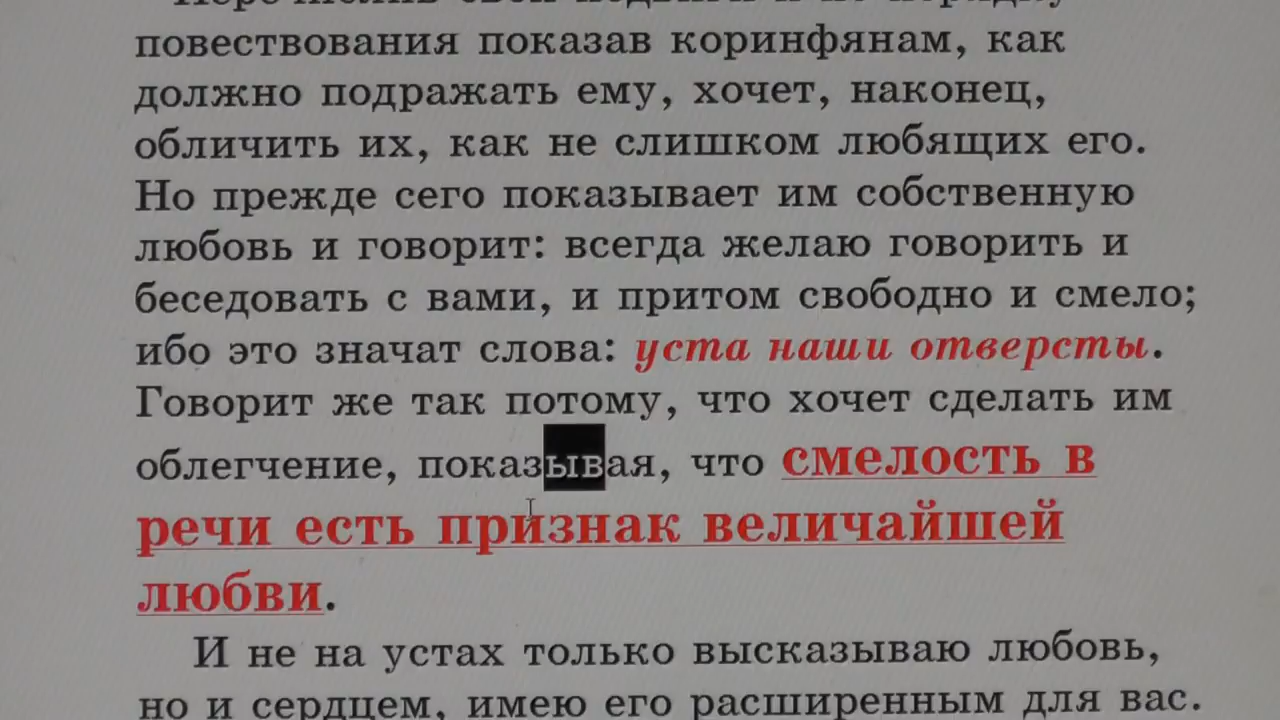 повествования показав коринфянам, как
должно подражать ему, хочет, наконец,
обличить их, как не слишком любящих его.
Но прежде сего показывает им собственную
любовь и говорит: всегда желаю говорить и
беседовать с вами, и притом свободно и смело;
ибо это значат слова: уста наши отверсты.
Говорит же так потому, что хочет сделать им
облегчение, показывая, что смелость в
речи есть признак величайшей
любви.
И не на устах только высказываю любовь,
но и сердцем, имею его расширенным для вас.